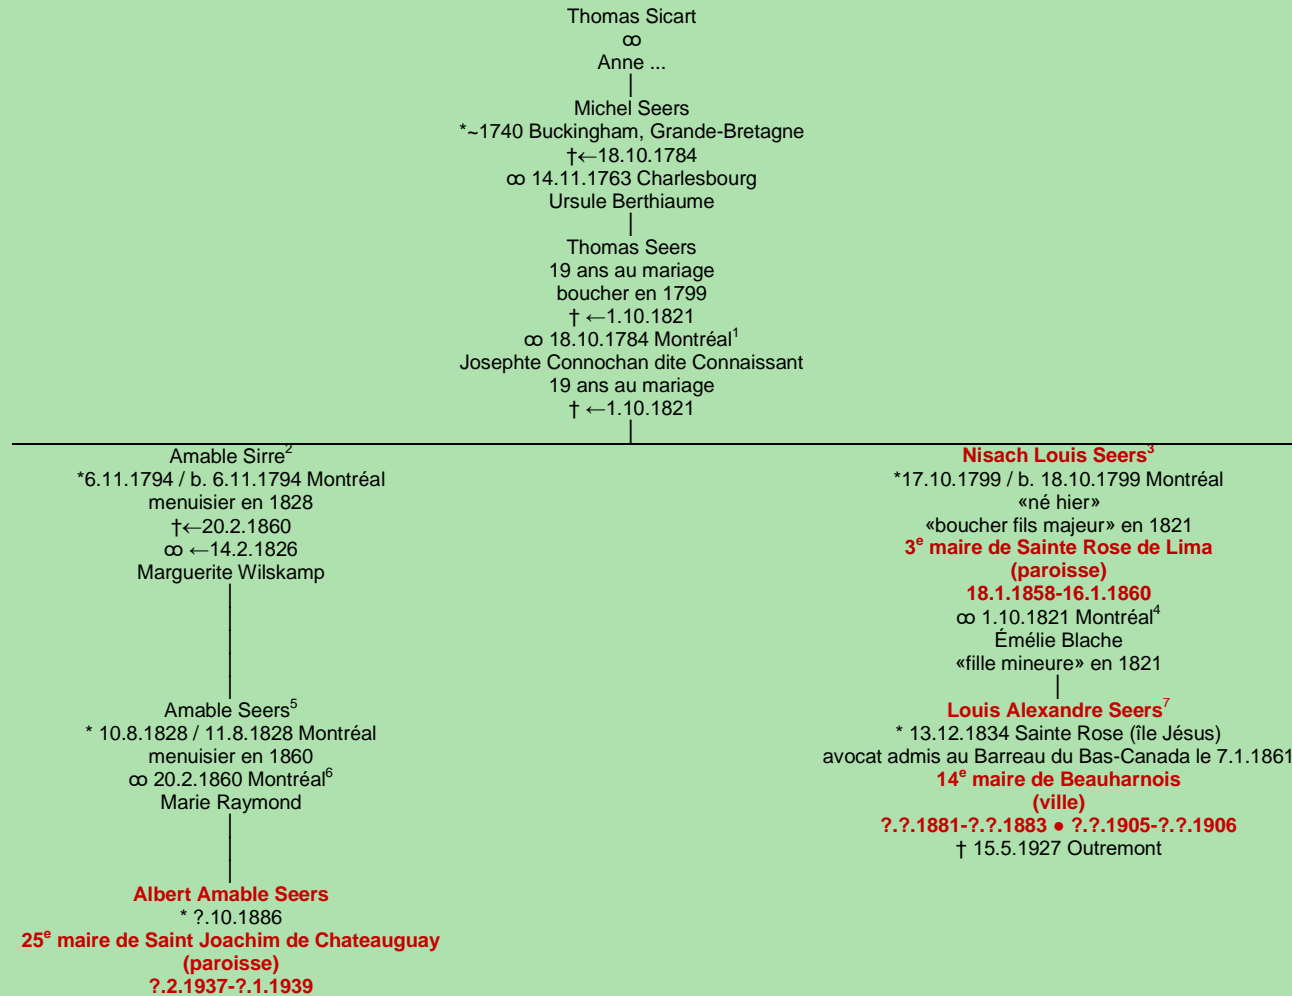 Thomas Sicart
ꝏ
Anne ...
Michel Seers
*~1740 Buckingham, Grande-Bretagne
†←18.10.1784
ꝏ 14.11.1763 Charlesbourg
Ursule Berthiaume
Thomas Seers
19 ans au mariage
boucher en 1799
† ←1.10.1821
ꝏ 18.10.1784 Montréal¹
Josephte Connochan dite Connaissant
19 ans au mariage
† ←1.10.1821
Amable Sirre²
*6.11.1794 / b. 6.11.1794 Montréal
menuisier en 1828
†←20.2.1860
ꝏ ←14.2.1826
Marguerite Wilskamp
Amable Seers⁵
* 10.8.1828 / 11.8.1828 Montréal
menuisier en 1860
ꝏ 20.2.1860 Montréal⁶
Marie Raymond
Albert Amable Seers
* ?.10.1886
25e maire de Saint Joachim de Chateauguay
(paroisse)
?.2.1937-?.1.1939
Nisach Louis Seers³
*17.10.1799 / b. 18.10.1799 Montréal
«né hier»
«boucher fils majeur» en 1821
3e maire de Sainte Rose de Lima
(paroisse)
18.1.1858-16.1.1860
ꝏ 1.10.1821 Montréal⁴
Émélie Blache
«fille mineure» en 1821
Louis Alexandre Seers⁷
* 13.12.1834 Sainte Rose (île Jésus)
avocat admis au Barreau du Bas-Canada le 7.1.1861
14e maire de Beauharnois
(ville)
?.?.1881-?.?.1883 ● ?.?.1905-?.?.1906
† 15.5.1927 Outremont